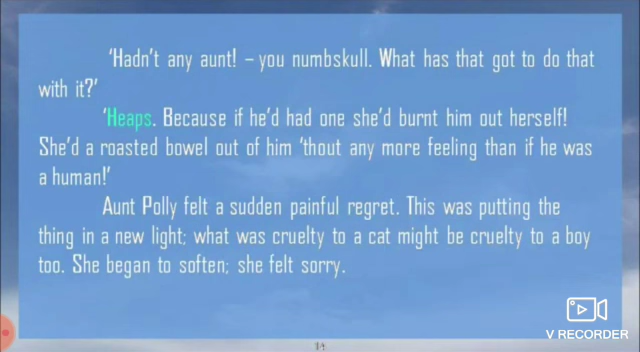 'Hadn't any aunt! – you numbskull. What has that got to do that
with it?'
'Heaps. Because if he'd had one she'd burnt him out herself!
She'd a roasted bowel out of him 'thout any more feeling than if he was
a human!'
Aunt Polly felt a sudden painful regret. This was putting the
thing in a new light; what was cruelty to a cat might be cruelty to a boy
too. She began to soften; she felt sorry.
V RECORDER
14